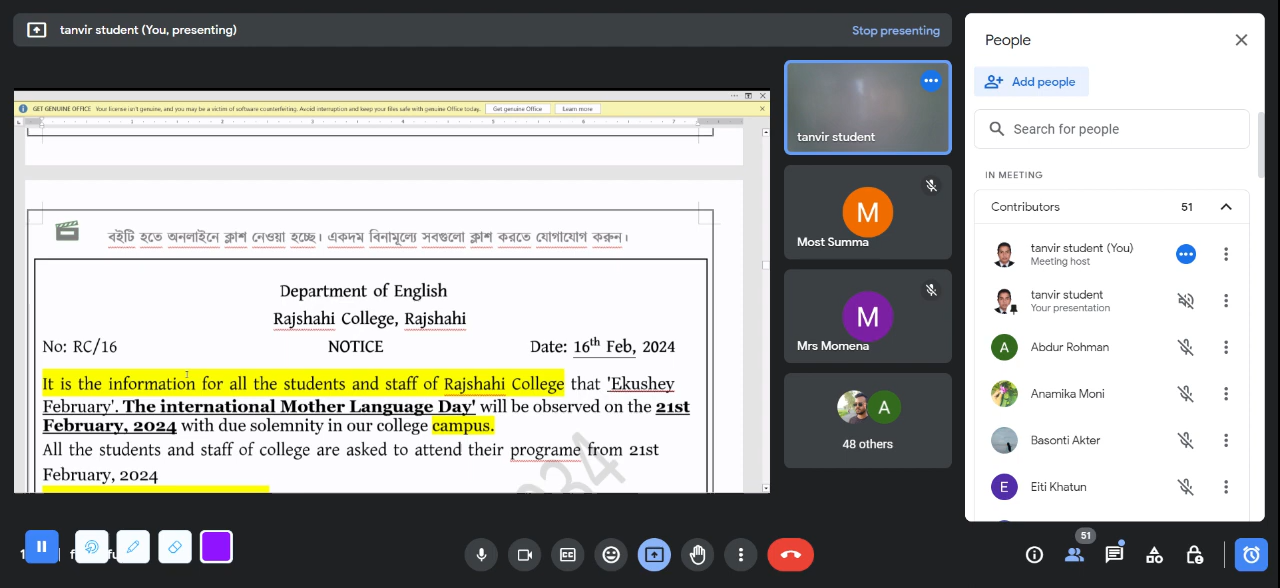 tanvir student (You, presenting)
Stop presenting
GET GENUINE OFFICE Your license isn't genuine, and you may be a victim of software counterfeiting. Avoid interruption and keep your files safe with genuine Office today. Get genuine Office Learn more
বইটি হতে অনলাইনে ক্লাশ নেওয়া হচ্ছে। একদম বিনামূল্যে সবগুলো ক্লাশ করতে যোগাযোগ করুন।
Department of English
Rajshahi College, Rajshahi
No: RC/16 NOTICE Date: 16th Feb, 2024
It is the information for all the students and staff of Rajshahi College that 'Ekushey
February'. The international Mother Language Day' will be observed on the 21st
February, 2024 with due solemnity in our college campus.
All the students and staff of college are asked to attend their programe from 21st
February, 2024
tanvir student
M
Most Summa
M
Mrs Momena
A
48 others
People
Add people
Search for people
IN MEETING
Contributors 51
tanvir student (You)
Meeting host
tanvir student
Your presentation
A Abdur Rohman
Anamika Moni
Basonti Akter
E Eiti Khatun
51